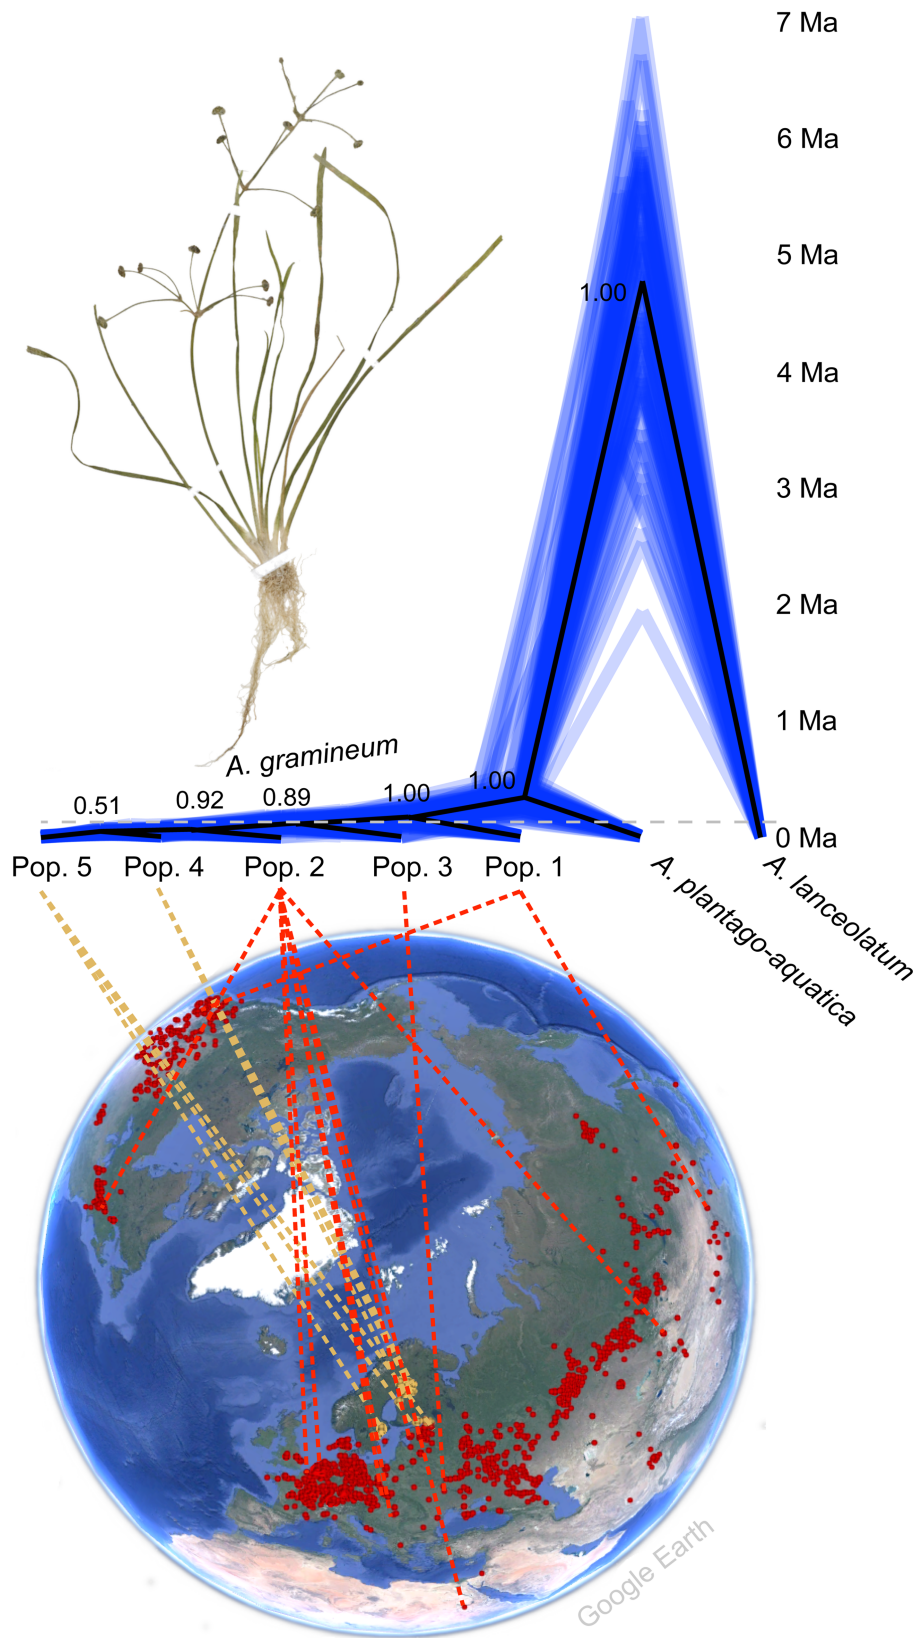 7 Ma
6 Ma
5 Ma
1.00
4 Ma
3 Ma
2 Ma
1 Ma
A. gramineum
1.00
0.51
0.92
0.89
1.00
0 Ma
Pop. 5
Pop. 4
Pop. 2
Pop. 3
Pop. 1
A. plantago-aquatica
A. lanceolatum
Google Earth